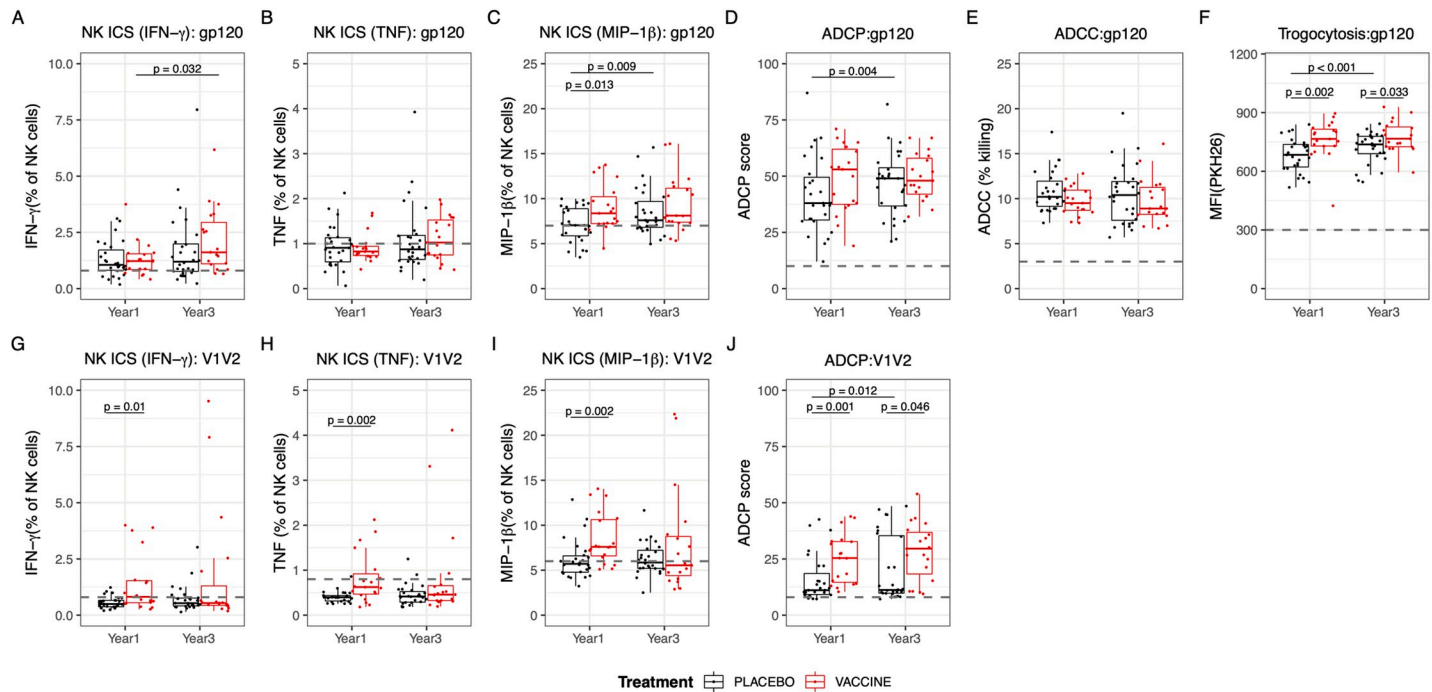 A
NK ICS (IFN−γ): gp120
IFN−γ(% of NK cells)
10.0
7.5
5.0
2.5
0.0
p = 0.032
Year1
Year3
B
NK ICS (TNF): gp120
TNF (% of NK cells)
5
4
3
2
1
0
Year1
Year3
C
NK ICS (MIP−1β): gp120
MIP−1β(% of NK cells)
25
20
15
10
5
0
p = 0.009
p = 0.013
Year1
Year3
D
ADCP:gp120
ADCP score
100
75
50
25
0
p = 0.004
Year1
Year3
E
ADCC:gp120
ADCC (% killing)
25
20
15
10
5
0
Year1
Year3
F
Trogocytosis:gp120
MFI(PKH26)
1200
900
600
300
0
p < 0.001
p = 0.002
p = 0.033
Year1
Year3
G
NK ICS (IFN−γ): V1V2
IFN−γ(% of NK cells)
10.0
7.5
5.0
2.5
0.0
p = 0.01
Year1
Year3
H
NK ICS (TNF): V1V2
TNF (% of NK cells)
5
4
3
2
1
0
p = 0.002
Year1
Year3
I
NK ICS (MIP−1β): V1V2
MIP−1β(% of NK cells)
25
20
15
10
5
0
p = 0.002
Year1
Year3
J
ADCP:V1V2
ADCP score
100
75
50
25
0
p = 0.012
p = 0.001
p = 0.046
Year1
Year3
Treatment PLACEBO VACCINE